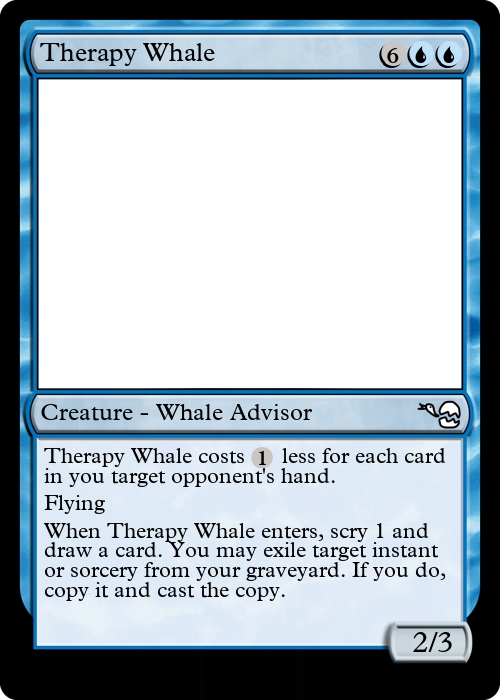 Therapy Whale 6
Creature - Whale Advisor
Therapy Whale costs 1 less for each card
in you target opponent's hand.
Flying
When Therapy Whale enters, scry 1 and
draw a card. You may exile target instant
or sorcery from your graveyard. If you do,
copy it and cast the copy.
2/3